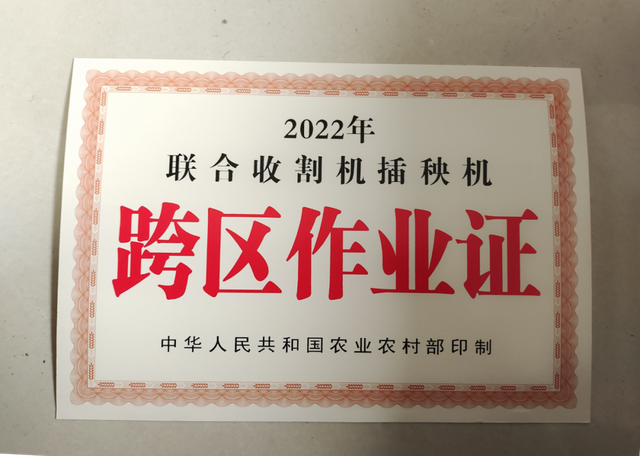 2022年
联合收割机插秧机
跨区作业证
中华人民共和国农业农村部印制